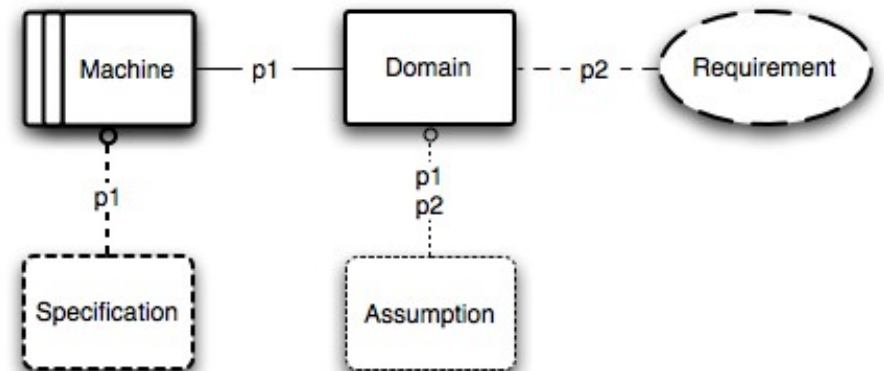 Machine
p1
Domain
p2
Requirement
p1
p1
p2
Specification
Assumption